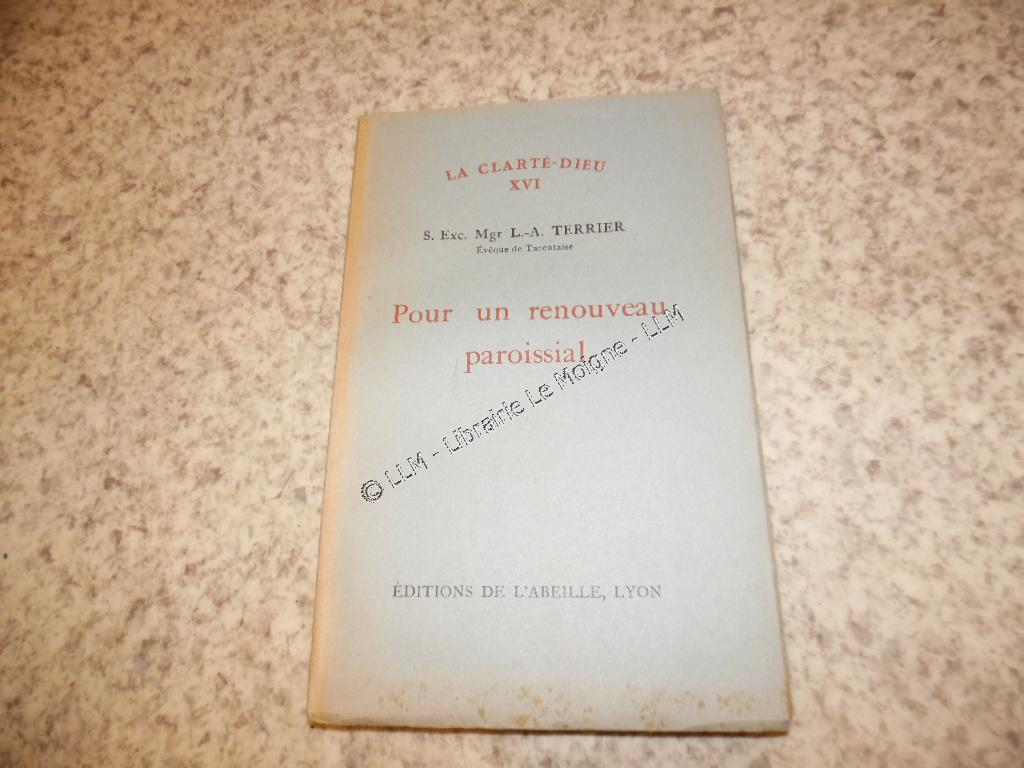 LA CLARTÉ-DIEU
XVI
S. Exc. Mgr L.-A. TERRIER
Évêque de Tarentaise
Pour un renouveau
paroissial
© LLM - Librairie Le Moigne - LLM
ÉDITIONS DE L'ABEILLE, LYON